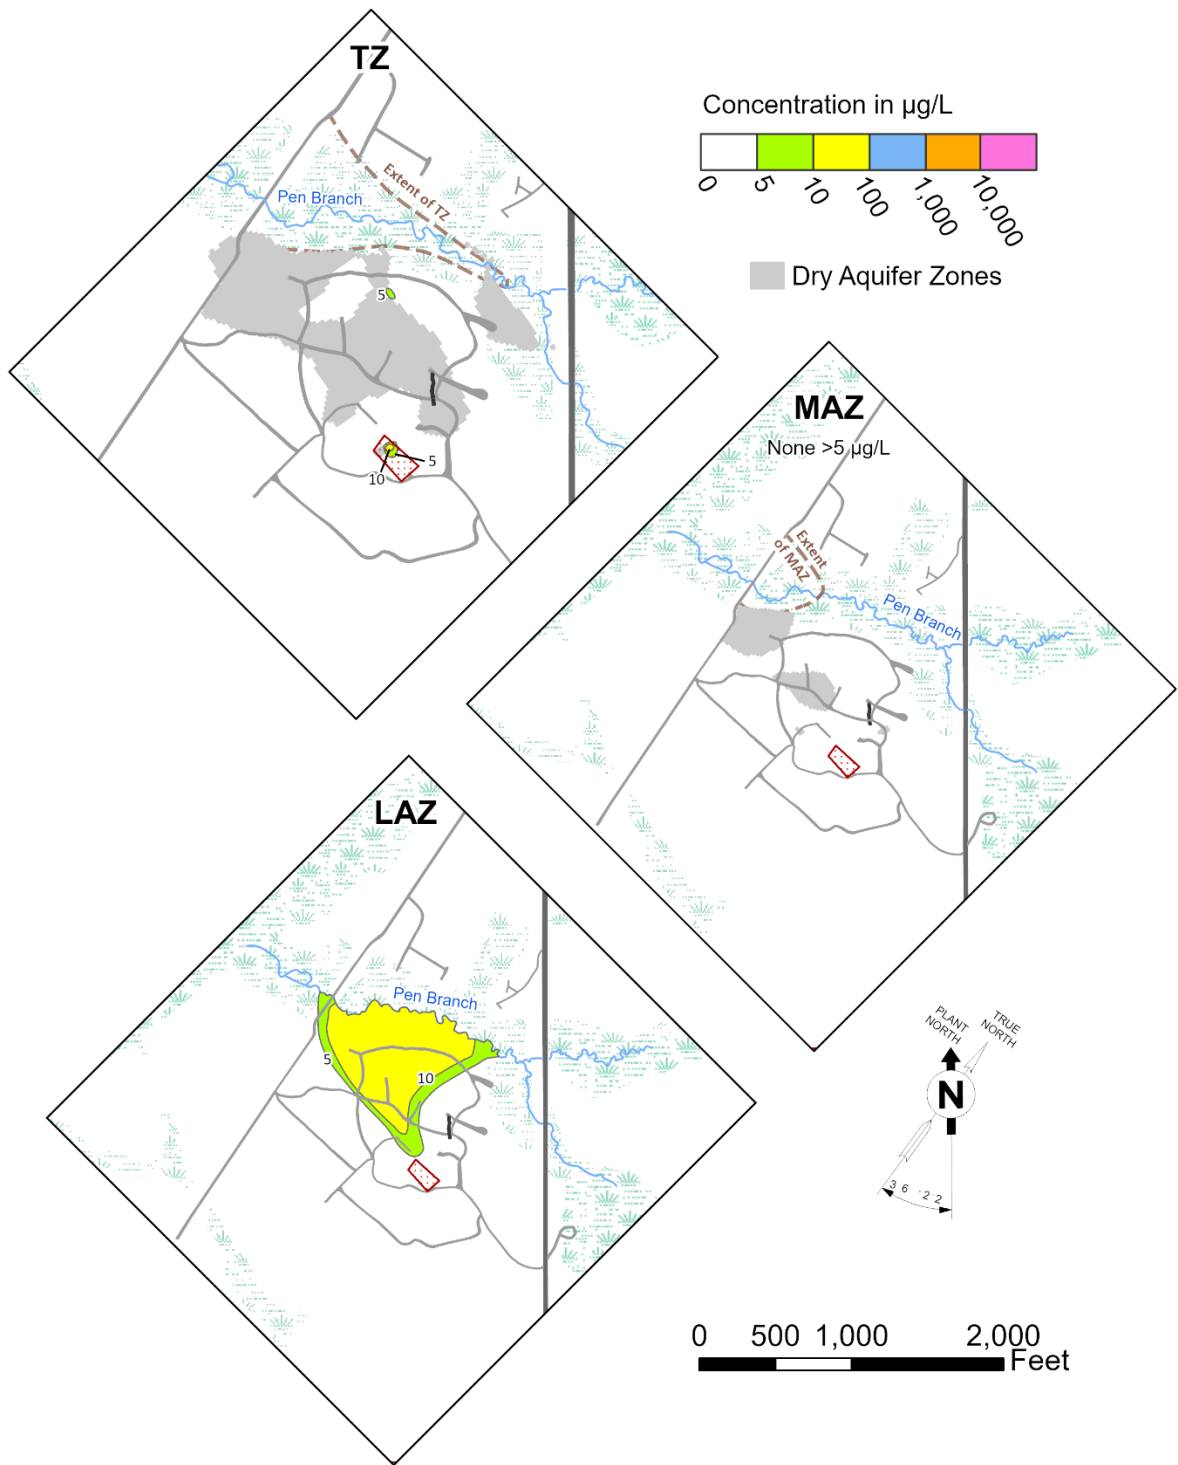 TZ
Concentration in µg/L
0
5
10
100
1,000
10,000
Dry Aquifer Zones
Extent of TZ
Pen Branch
5
5
10
MAZ
None >5 µg/L
Extent
of MAZ
Pen Branch
LAZ
Pen Branch
5
10
PLANT
NORTH
TRUE
NORTH
N
36.22
0 500 1,000 2,000
Feet